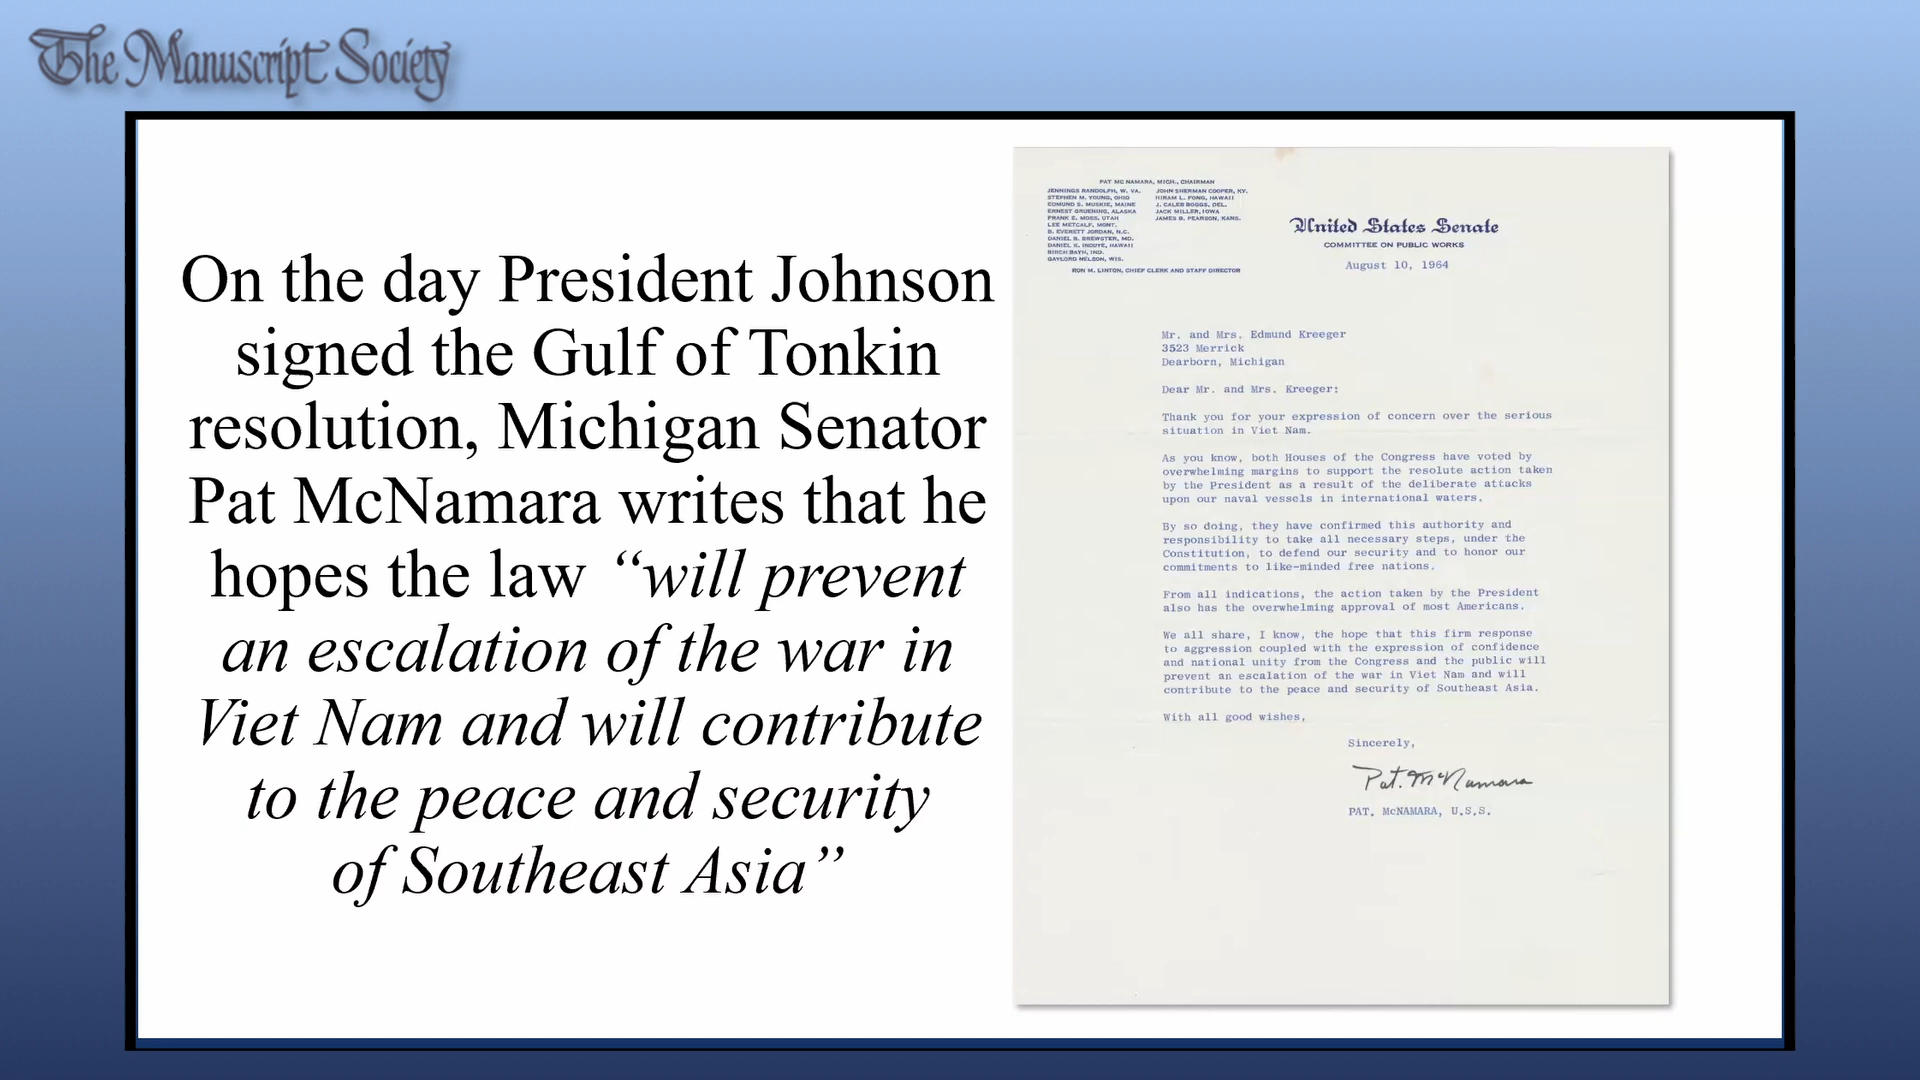 The Manuscript Society
On the day President Johnson
signed the Gulf of Tonkin
resolution, Michigan Senator
Pat McNamara writes that he
hopes the law “will prevent
an escalation of the war in
Viet Nam and will contribute
to the peace and security
of Southeast Asia”
PAT MC NAMARA, MICH., CHAIRMAN
JENNINGS RANDOLPH, W. VA. JOHN SHERMAN COOPER, KY.
STEPHEN M. YOUNG, OHIO HIRAM L. FONG, HAWAII
EDMUND S. MUSKIE, MAINE J. CALEB BOGGS, DEL.
ERNEST GRUENING, ALASKA JACK MILLER, IOWA
FRANK E. MOSS, UTAH JAMES B. PEARSON, KANS.
LEE METCALF, MONT.
B. EVERETT JORDAN, N.C.
DANIEL B. BREWSTER, MD.
DANIEL K. INOUYE, HAWAII
BIRCH BAYH, IND.
GAYLORD NELSON, WIS.
RON M. LINTON, CHIEF CLERK AND STAFF DIRECTOR
United States Senate
COMMITTEE ON PUBLIC WORKS
August 10, 1964
Mr. and Mrs. Edmund Kreeger
3523 Merrick
Dearborn, Michigan
Dear Mr. and Mrs. Kreeger:
Thank you for your expression of concern over the serious
situation in Viet Nam.
As you know, both Houses of the Congress have voted by
overwhelming margins to support the resolute action taken
by the President as a result of the deliberate attacks
upon our naval vessels in international waters.
By so doing, they have confirmed this authority and
responsibility to take all necessary steps, under the
Constitution, to defend our security and to honor our
commitments to like-minded free nations.
From all indications, the action taken by the President
also has the overwhelming approval of most Americans.
We all share, I know, the hope that this firm response
to aggression coupled with the expression of confidence
and national unity from the Congress and the public will
prevent an escalation of the war in Viet Nam and will
contribute to the peace and security of Southeast Asia.
With all good wishes,
Sincerely,
Pat. McNamara
PAT. McNAMARA, U.S.S.